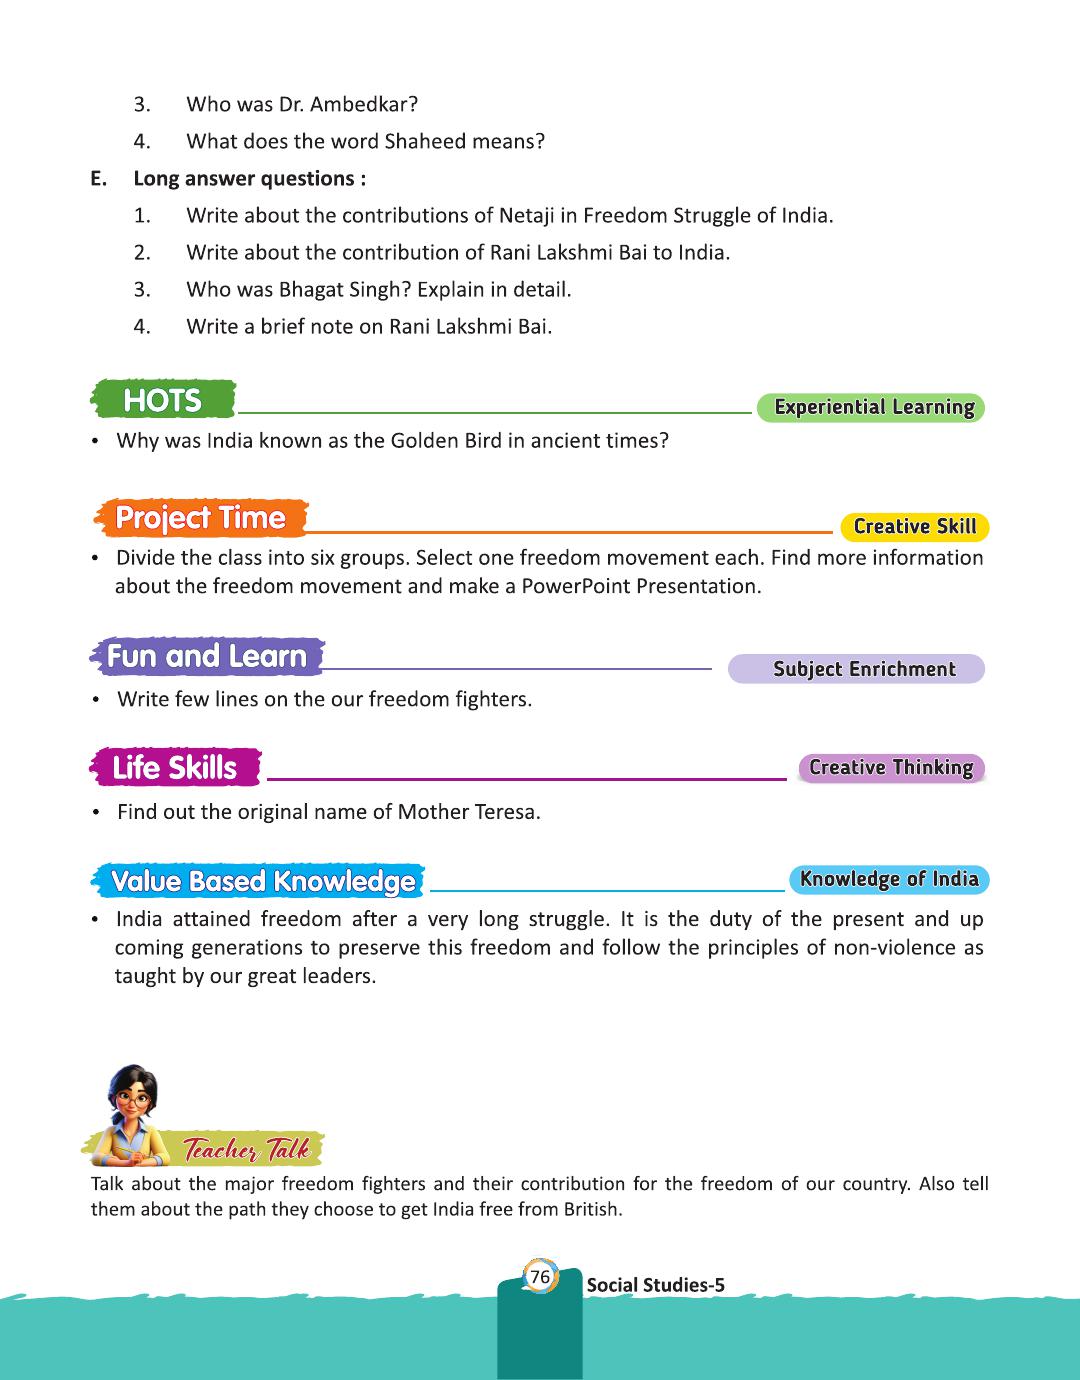 3. Who was Dr. Ambedkar?
4. What does the word Shaheed means?
E. Long answer questions :
1. Write about the contributions of Netaji in Freedom Struggle of India.
2. Write about the contribution of Rani Lakshmi Bai to India.
3. Who was Bhagat Singh? Explain in detail.
4. Write a brief note on Rani Lakshmi Bai.
HOTS
Experiential Learning
• Why was India known as the Golden Bird in ancient times?
Project Time
Creative Skill
• Divide the class into six groups. Select one freedom movement each. Find more information
about the freedom movement and make a PowerPoint Presentation.
Fun and Learn
Subject Enrichment
• Write few lines on the our freedom fighters.
Life Skills
Creative Thinking
• Find out the original name of Mother Teresa.
Value Based Knowledge
Knowledge of India
• India attained freedom after a very long struggle. It is the duty of the present and up
coming generations to preserve this freedom and follow the principles of non-violence as
taught by our great leaders.
Teacher Talk
Talk about the major freedom fighters and their contribution for the freedom of our country. Also tell
them about the path they choose to get India free from British.
76
Social Studies-5